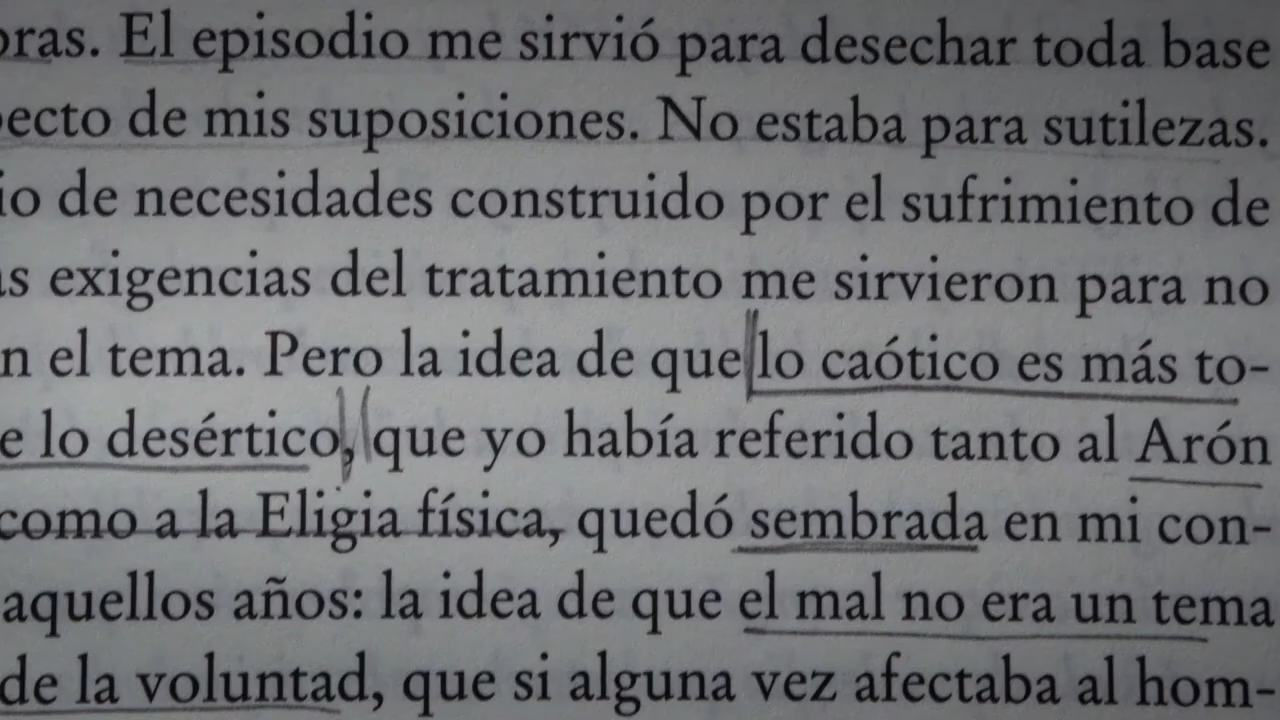 oras. El episodio me sirvió para desechar toda base
pecto de mis suposiciones. No estaba para sutilezas.
io de necesidades construido por el sufrimiento de
as exigencias del tratamiento me sirvieron para no
n el tema. Pero la idea de que lo caótico es más to-
e lo desértico, que yo había referido tanto al Arón
como a la Eligia física, quedó sembrada en mi con-
aquellos años: la idea de que el mal no era un tema
de la voluntad, que si alguna vez afectaba al hom-